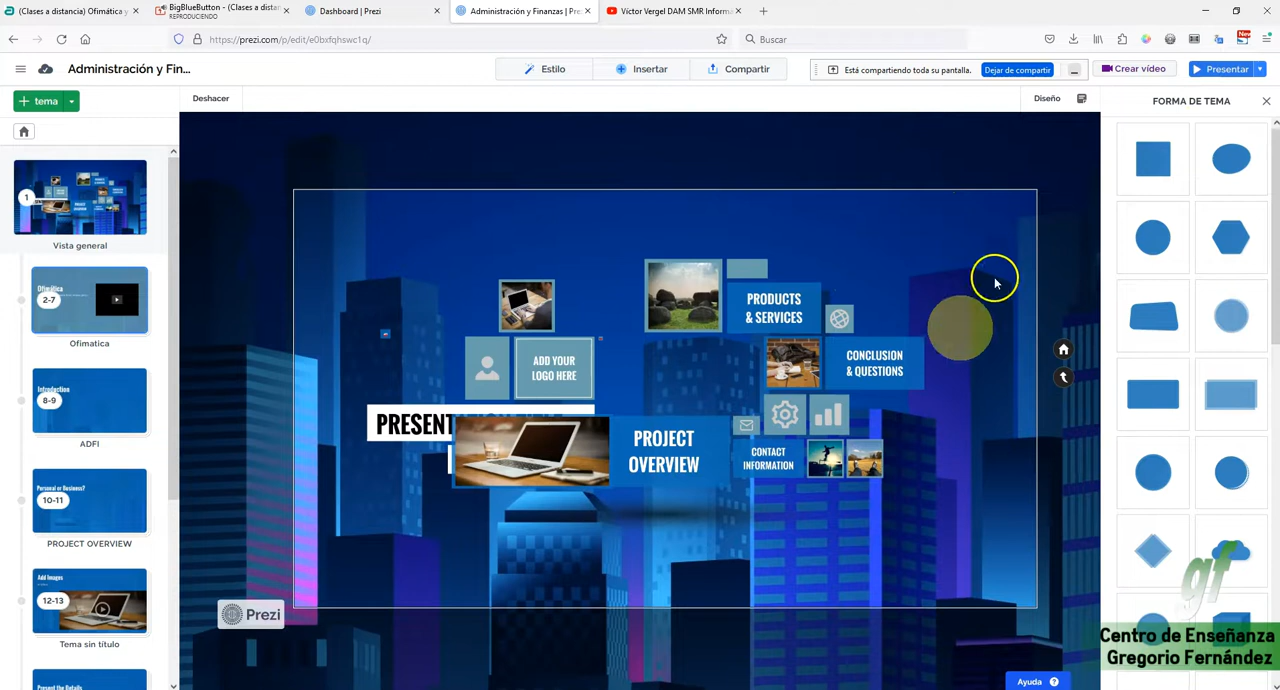 (Clases a distancia) Ofimática y
BigBlueButton - (Clases a distan
REPRODUCIENDO
Dashboard | Prezi
Administración y Finanzas | Prez
Víctor Vergel DAM SMR Informa
https://prezi.com/p/edit/e0bxfqhswc1q/
Buscar
New
Administración y Fin...
Estilo
Insertar
Compartir
Está compartiendo toda su pantalla.
Dejar de compartir
Crear vídeo
Presentar
+ tema
Deshacer
Diseño
FORMA DE TEMA
1
Vista general
Ofimática
2-7
Ofimatica
Introduction
8-9
ADFI
Personal or Business?
10-11
PROJECT OVERVIEW
Add Images
12-13
Tema sin título
Present the Details
PRODUCTS
& SERVICES
ADD YOUR
LOGO HERE
CONCLUSION
& QUESTIONS
PRESENT
PROJECT
OVERVIEW
CONTACT
INFORMATION
Prezi
Ayuda
gf
Centro de Enseñanza
Gregorio Fernández